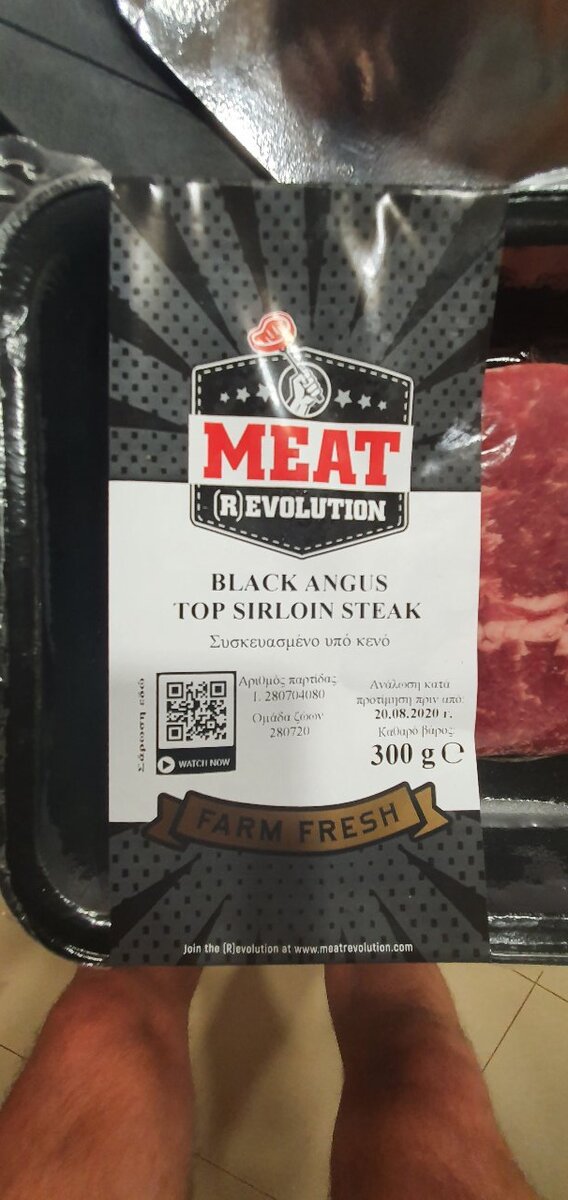 MEAT
(R)EVOLUTION
BLACK ANGUS
TOP SIRLOIN STEAK
Συσκευασμένο υπό κενό
Σάρωση εδώ
WATCH NOW
Αριθμός παρτίδας
L 280704080
Ομάδα ζώων
280720
Ανάλωση κατά
προτίμηση πριν από:
20.08.2020 г.
Καθαρό βάρος:
300 g ℮
FARM FRESH
Join the (R)evolution at www.meatrevolution.com